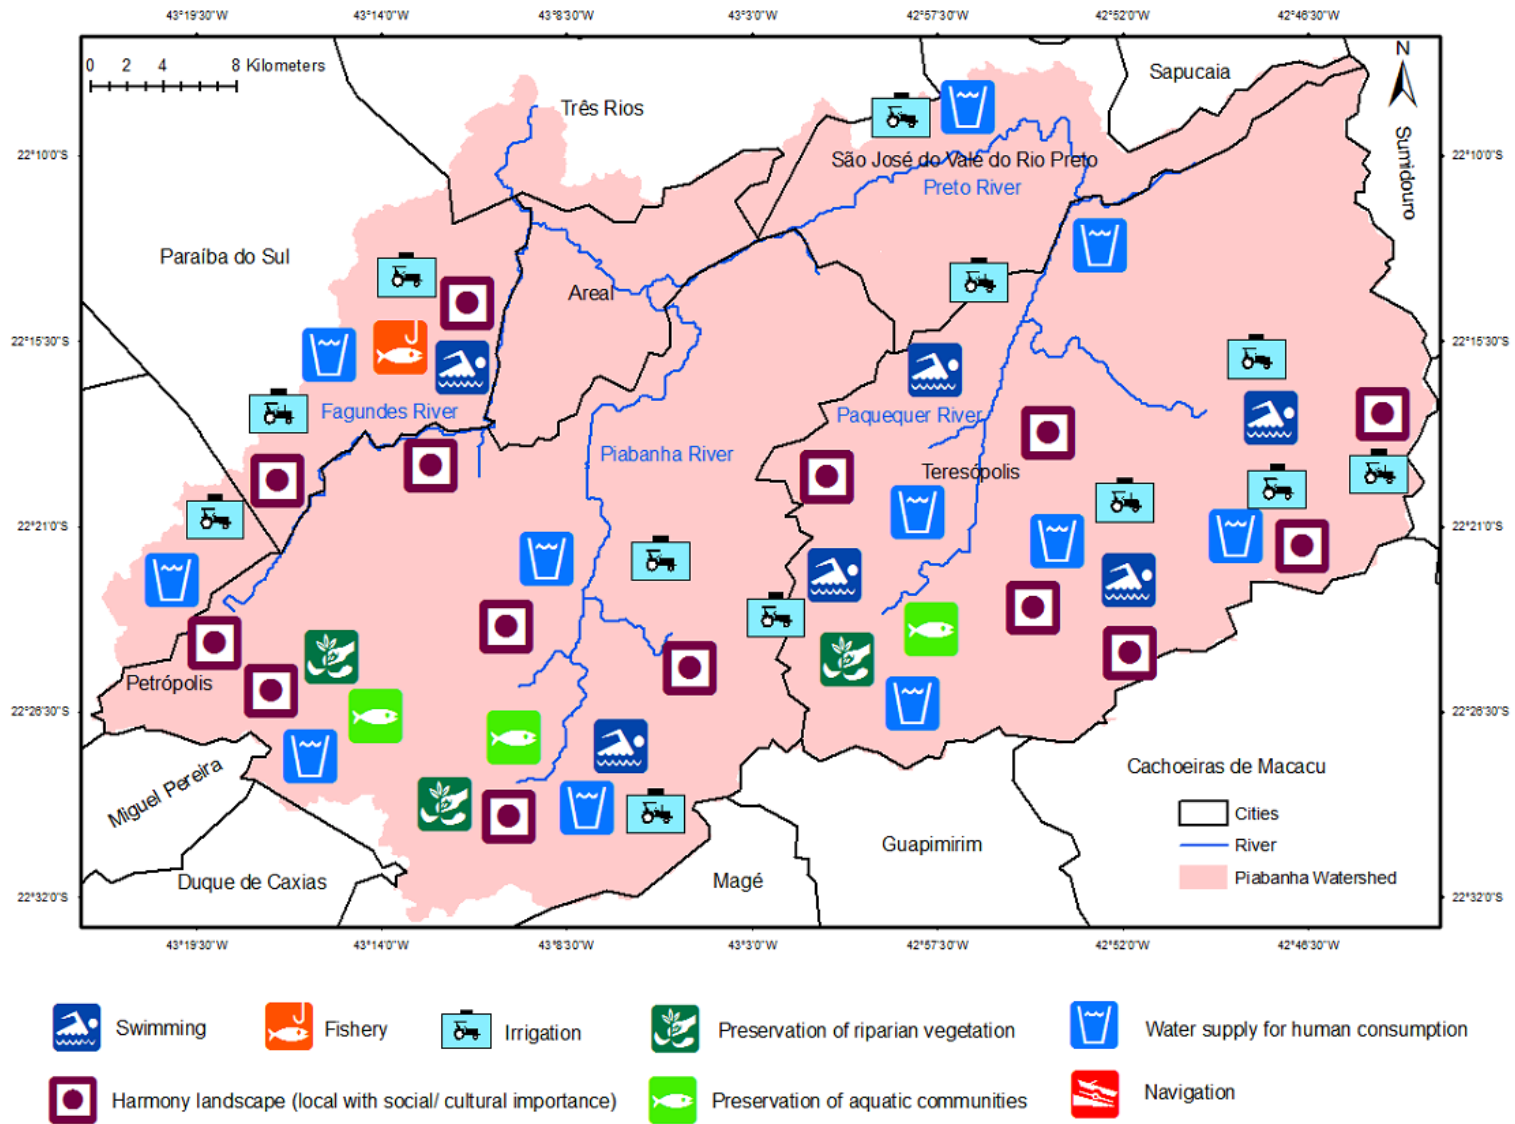 43°19'30"W 43°14'0"W 43°8'30"W 43°3'0"W 42°57'30"W 42°52'0"W 42°46'30"W
0 2 4 8 Kilometers
N
Sapucaia
Três Rios
Sumidouro
22°10'0"S 22°10'0"S
São José do Vale do Rio Preto
Preto River
Paraíba do Sul
Areal
22°15'30"S 22°15'30"S
Fagundes River
Paquequer River
Piabanha River
Teresópolis
22°21'0"S 22°21'0"S
Petrópolis
22°26'30"S 22°26'30"S
Miguel Pereira
Cachoeiras de Macacu
Cities
Guapimirim
River
Duque de Caxias
Magé
Piabanha Watershed
22°32'0"S 22°32'0"S
43°19'30"W 43°14'0"W 43°8'30"W 43°3'0"W 42°57'30"W 42°52'0"W 42°46'30"W
Swimming
Fishery
Irrigation
Preservation of riparian vegetation
Water supply for human consumption
Harmony landscape (local with social/ cultural importance)
Preservation of aquatic communities
Navigation